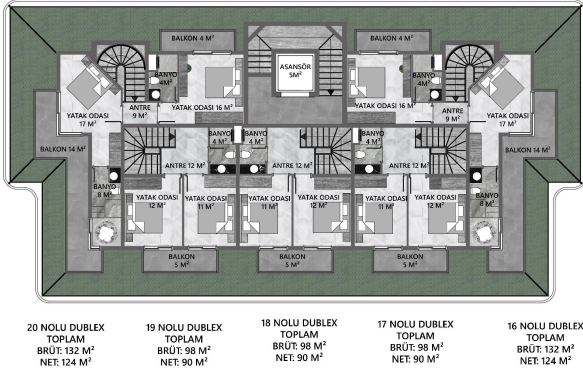 BALKON 4 M²
BALKON 4 M²
ASANSÖR
5M²
BANYO
4M²
BANYO
4M²
YATAK ODASI
17 M²
ANTRE
9 M²
YATAK ODASI 16 M²
YATAK ODASI 16 M²
ANTRE
9 M²
YATAK ODASI
17 M²
BALKON 14 M²
BALKON 14 M²
BANYO
4 M²
BANYO
4 M²
BANYO
4 M²
ANTRE 12 M²
ANTRE 12 M²
ANTRE 12 M²
BANYO
8 M²
BANYO
8 M²
YATAK ODASI
12 M²
YATAK ODASI
11 M²
YATAK ODASI
11 M²
YATAK ODASI
12 M²
YATAK ODASI
11 M²
YATAK ODASI
12 M²
BALKON
5 M²
BALKON
5 M²
BALKON
5 M²
20 NOLU DUBLEX
TOPLAM
BRÜT: 132 M²
NET: 124 M²
19 NOLU DUBLEX
TOPLAM
BRÜT: 98 M²
NET: 90 M²
18 NOLU DUBLEX
TOPLAM
BRÜT: 98 M²
NET: 90 M²
17 NOLU DUBLEX
TOPLAM
BRÜT: 98 M²
NET: 90 M²
16 NOLU DUBLEX
TOPLAM
BRÜT: 132 M²
NET: 124 M²